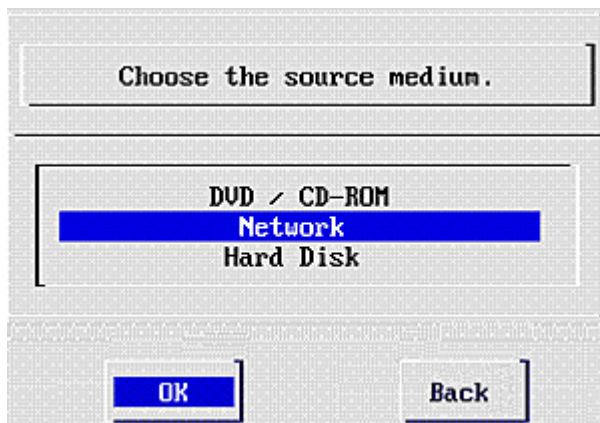 Choose the source medium.
DVD / CD-ROM
Network
Hard Disk
OK
Back